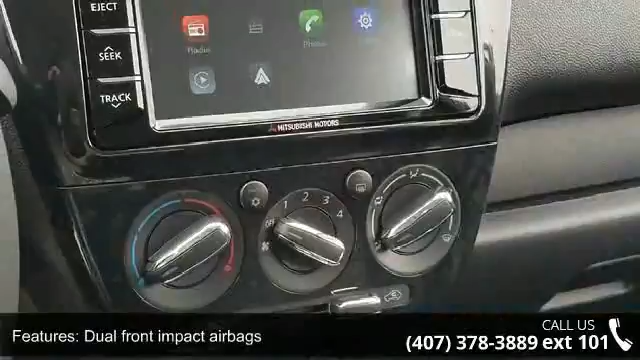 EJECT
SEEK
TRACK
Radio
Phone
MITSUBISHI MOTORS
OFF 1 2 3 4
Features: Dual front impact airbags
CALL US
(407) 378-3889 ext 101